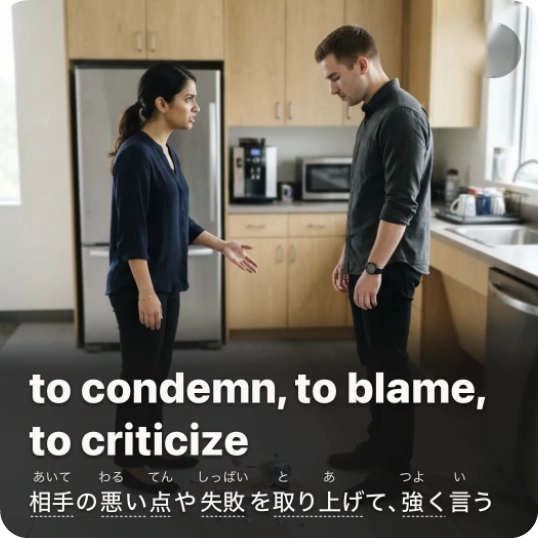 to condemn, to blame,
to criticize
あいて わる てん しっぱい と あ つよ い
相手の悪い点や失敗を取り上げて、強く言う